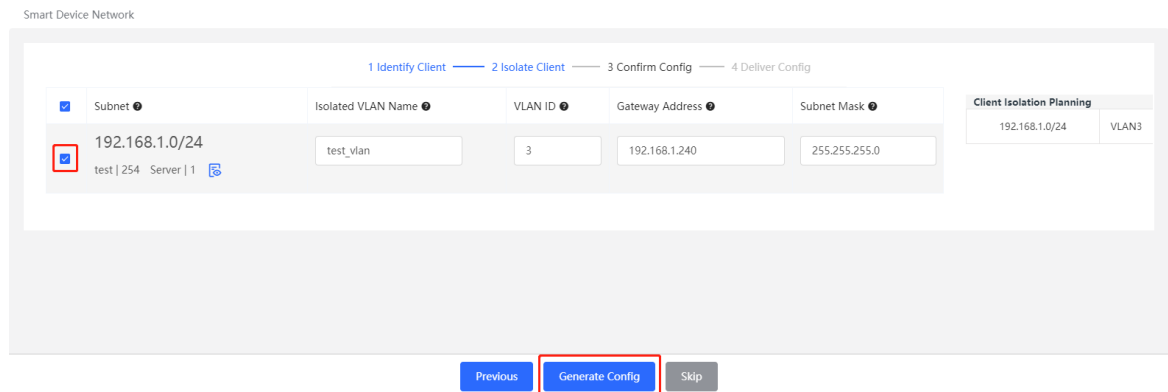 Smart Device Network
1 Identify Client 2 Isolate Client 3 Confirm Config 4 Deliver Config
Subnet Isolated VLAN Name VLAN ID Gateway Address Subnet Mask
192.168.1.0/24 test_vlan 3 192.168.1.240 255.255.255.0
test | 254 Server | 1
Client Isolation Planning
192.168.1.0/24 VLAN3
Previous Generate Config Skip